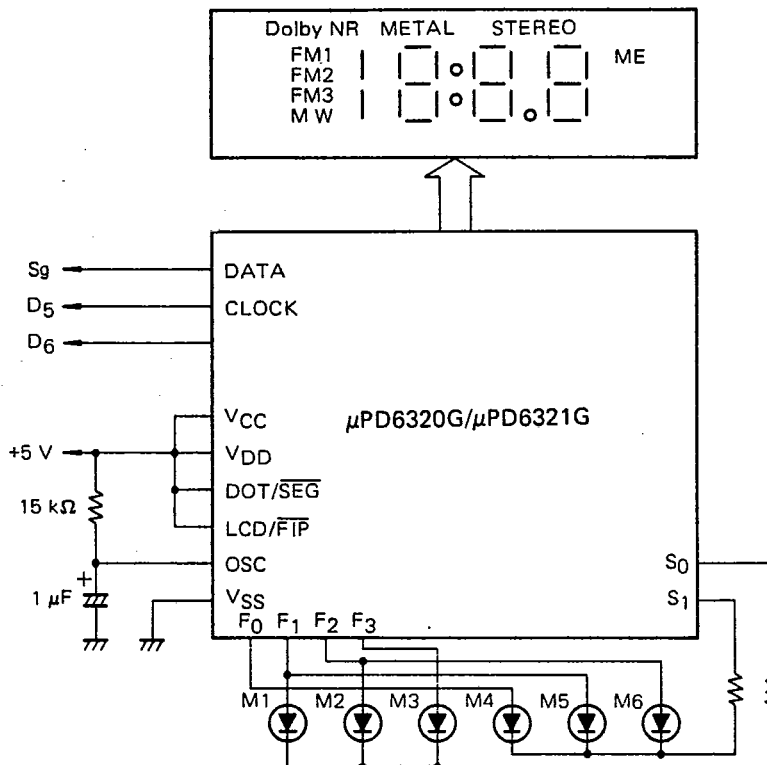 Dolby NR METAL STEREO
FM1
FM2
FM3
MW
ME
Sg
D5
D6
DATA
CLOCK
VCC
+5 V
VDD
DOT/SEG
15 kΩ
LCD/FIP
OSC
+
1 μF
VSS
μPD6320G/μPD6321G
S0
S1
F0 F1 F2 F3
M1 M2 M3 M4 M5 M6